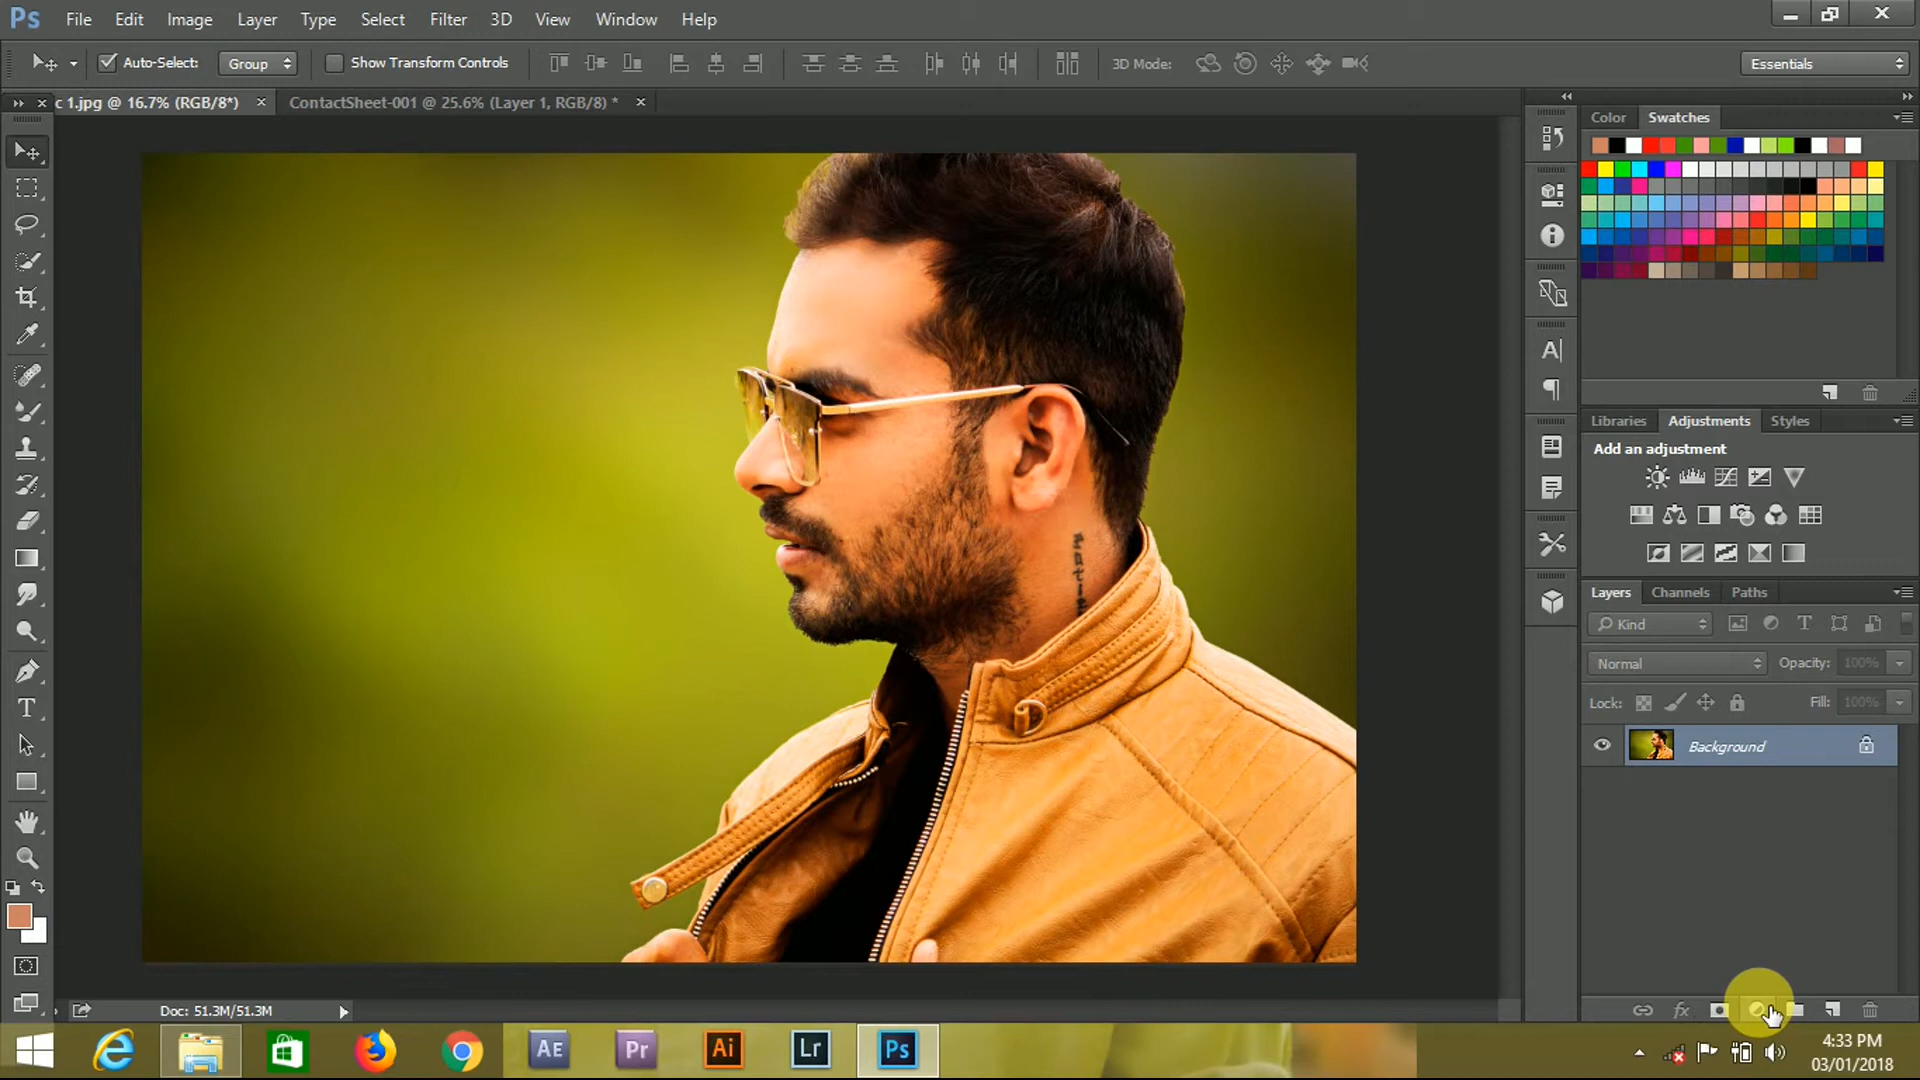 Ps File Edit Image Layer Type Select Filter 3D View Window Help
Auto-Select: Group Show Transform Controls 3D Mode: Essentials
c 1.jpg @ 16.7% (RGB/8*) ContactSheet-001 @ 25.6% (Layer 1, RGB/8) *
Color Swatches
Libraries Adjustments Styles
Add an adjustment
Layers Channels Paths
Kind
Normal Opacity: 100%
Lock: Fill: 100%
Background
Doc: 51.3M/51.3M
AE Pr Ai Lr Ps
4:33 PM
03/01/2018